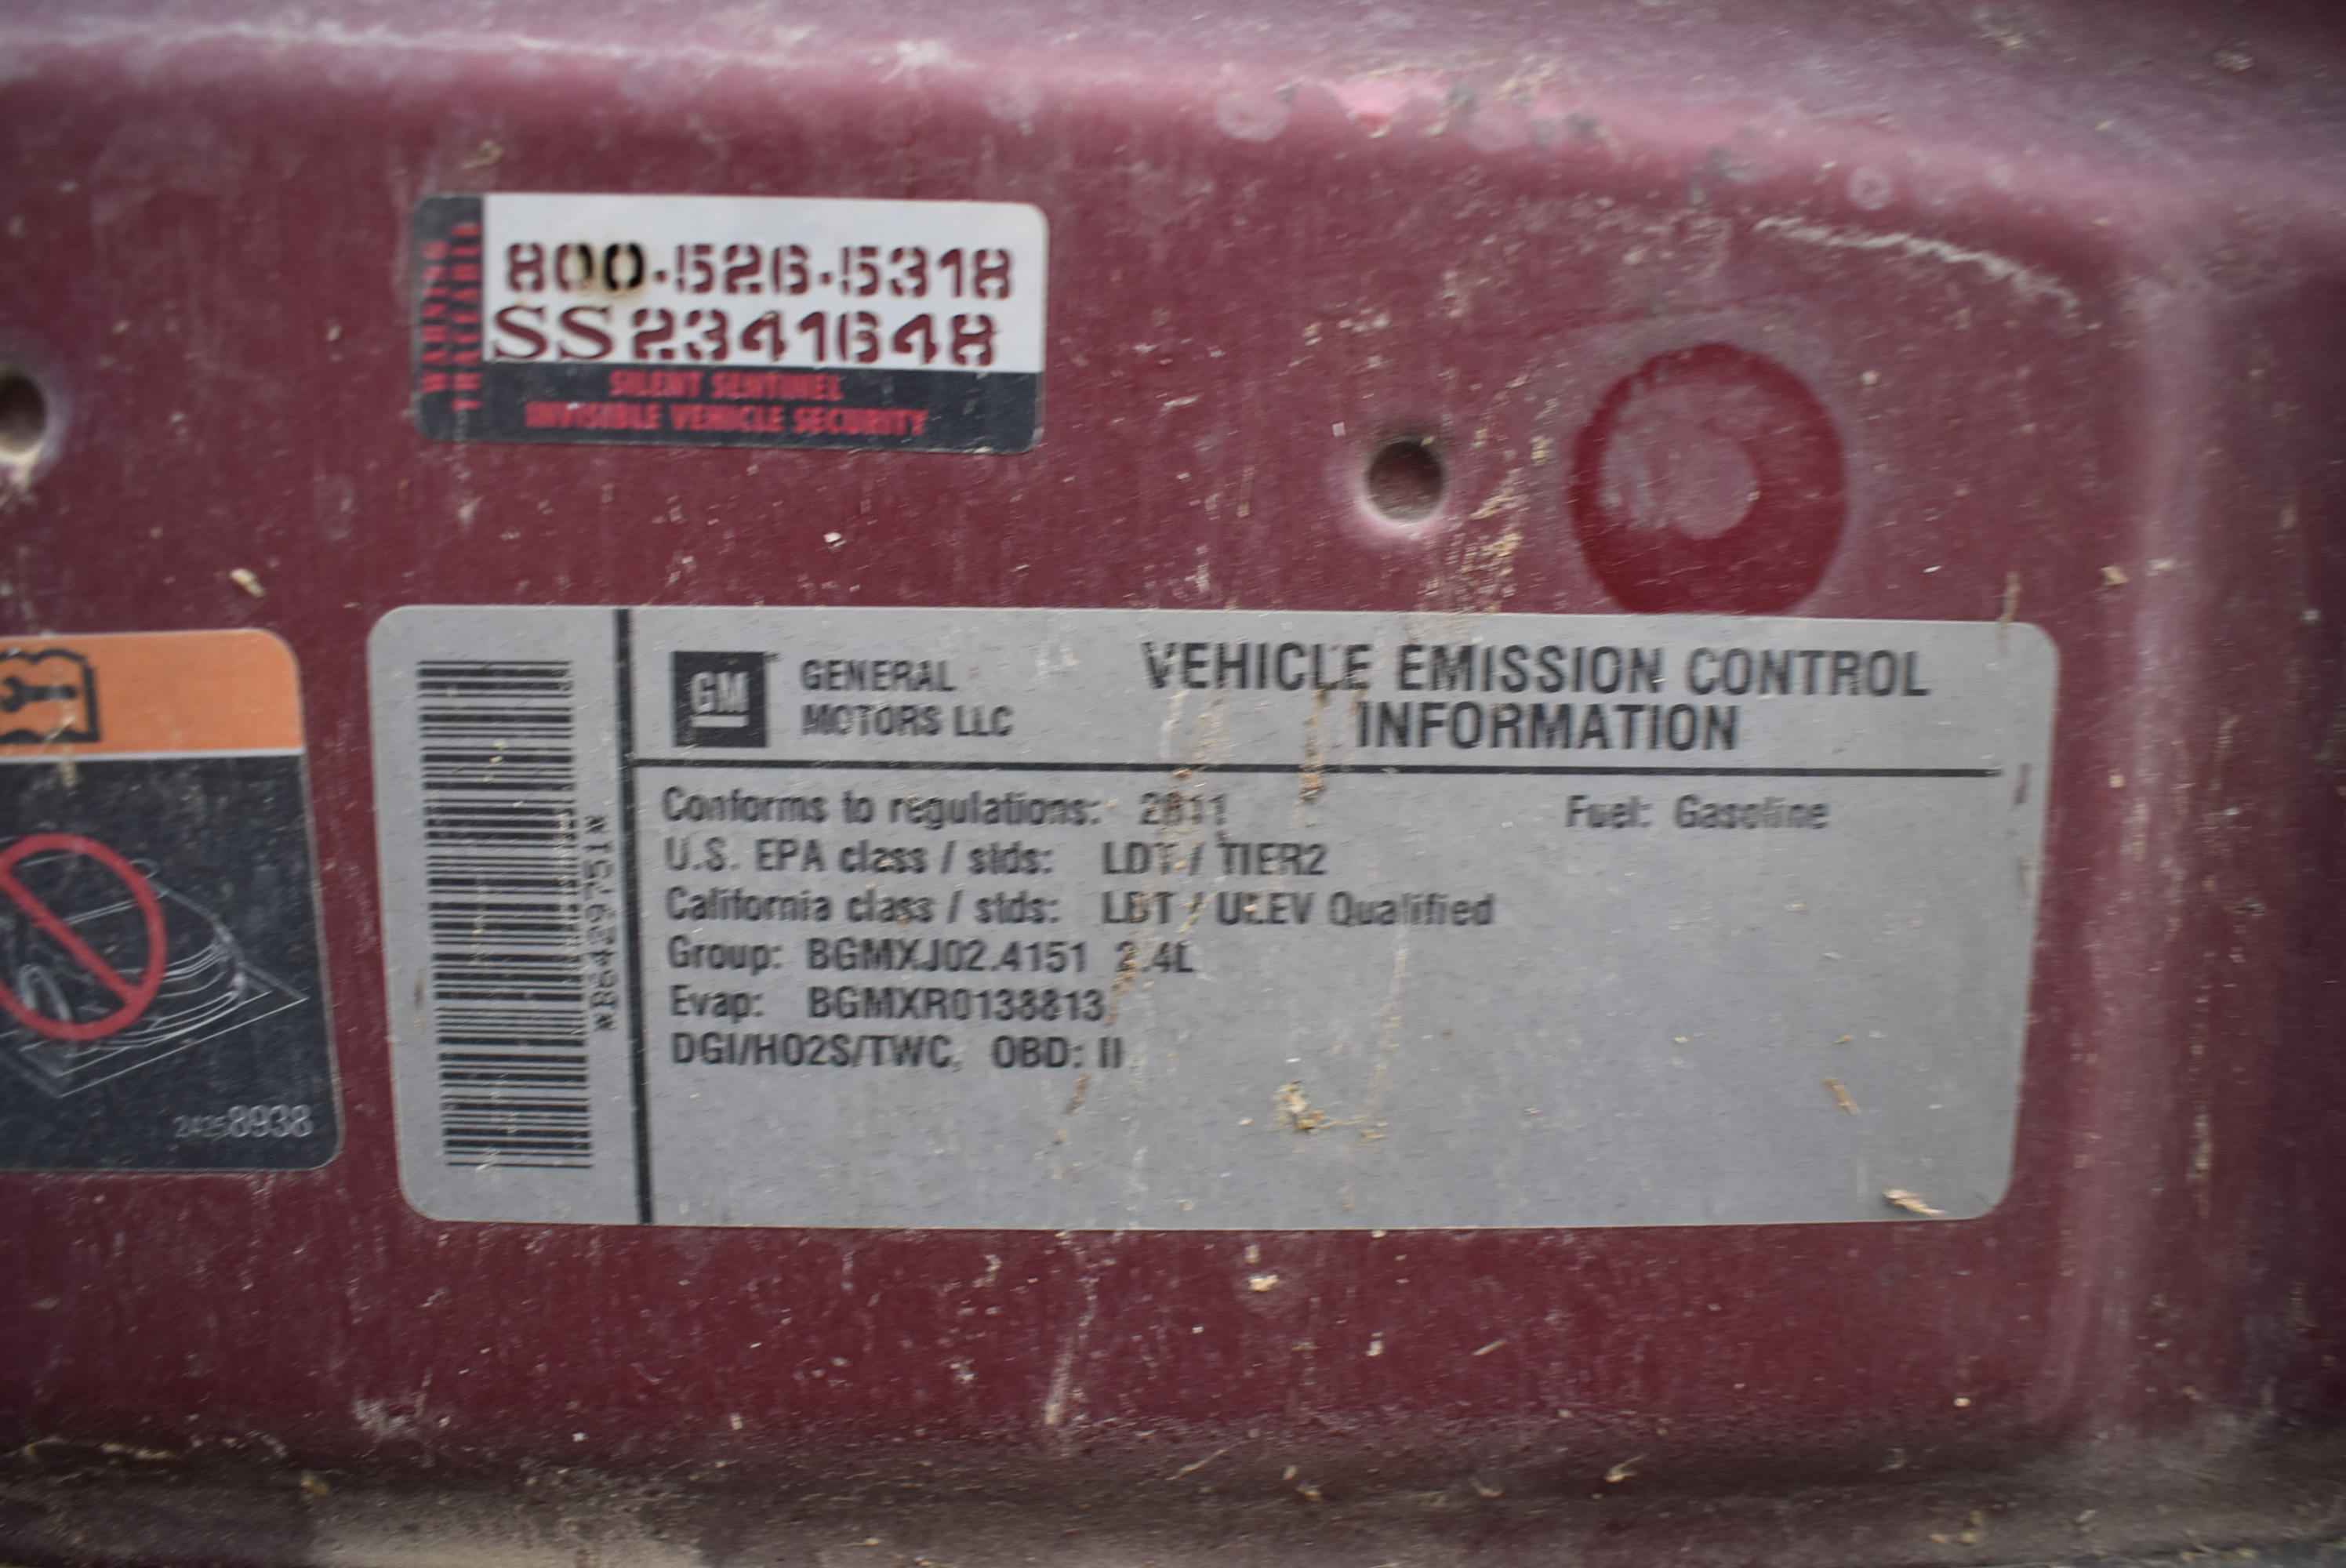 WARNING
TRACEABLE
800·526·5318
SS2341648
SILENT SENTINEL
INVISIBLE VEHICLE SECURITY
GM
GENERAL
MOTORS LLC
VEHICLE EMISSION CONTROL
INFORMATION
Conforms to regulations: 2011 Fuel: Gasoline
U.S. EPA class / stds: LDT / TIER2
California class / stds: LDT / ULEV Qualified
Group: BGMXJ02.4151 2.4L
Evap: BGMXR0138813
DGI/HO2S/TWC, OBD: II